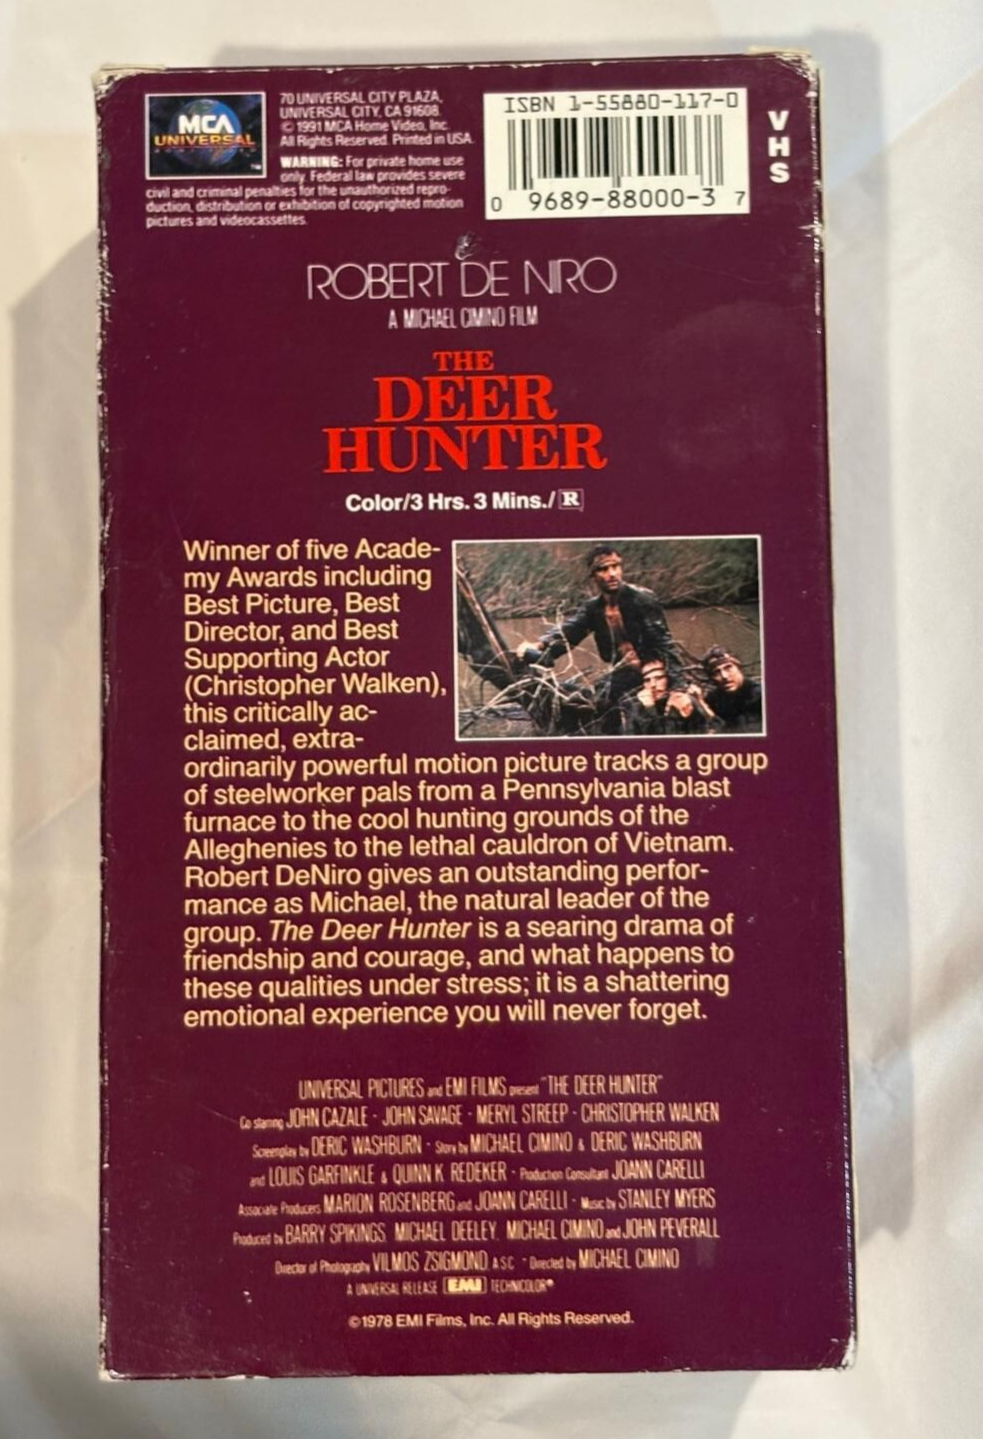 MCA
UNIVERSAL
70 UNIVERSAL CITY PLAZA,
UNIVERSAL CITY, CA 91608.
© 1991 MCA Home Video, Inc.
All Rights Reserved. Printed in USA.
WARNING: For private home use
only. Federal law provides severe
civil and criminal penalties for the unauthorized repro-
duction, distribution or exhibition of copyrighted motion
pictures and videocassettes.
ISBN 1-55880-117-0
0 9689-88000-3 7
VHS
ROBERT DE NIRO
A MICHAEL CIMINO FILM
THE
DEER
HUNTER
Color/3 Hrs. 3 Mins./ R
Winner of five Acade-
my Awards including
Best Picture, Best
Director, and Best
Supporting Actor
(Christopher Walken),
this critically ac-
claimed, extra-
ordinarily powerful motion picture tracks a group
of steelworker pals from a Pennsylvania blast
furnace to the cool hunting grounds of the
Alleghenies to the lethal cauldron of Vietnam.
Robert DeNiro gives an outstanding perfor-
mance as Michael, the natural leader of the
group. The Deer Hunter is a searing drama of
friendship and courage, and what happens to
these qualities under stress; it is a shattering
emotional experience you will never forget.
UNIVERSAL PICTURES and EMI FILMS present "THE DEER HUNTER"
Co starring JOHN CAZALE · JOHN SAVAGE · MERYL STREEP · CHRISTOPHER WALKEN
Screenplay by DERIC WASHBURN · Story by MICHAEL CIMINO & DERIC WASHBURN
and LOUIS GARFINKLE & QUINN K. REDEKER · Production Consultant JOANN CARELLI
Associate Producers MARION ROSENBERG and JOANN CARELLI · Music by STANLEY MYERS
Produced by BARRY SPIKINGS, MICHAEL DEELEY, MICHAEL CIMINO and JOHN PEVERALL
Director of Photography VILMOS ZSIGMOND, A.S.C. · Directed by MICHAEL CIMINO
A UNIVERSAL RELEASE EMI TECHNICOLOR®
©1978 EMI Films, Inc. All Rights Reserved.